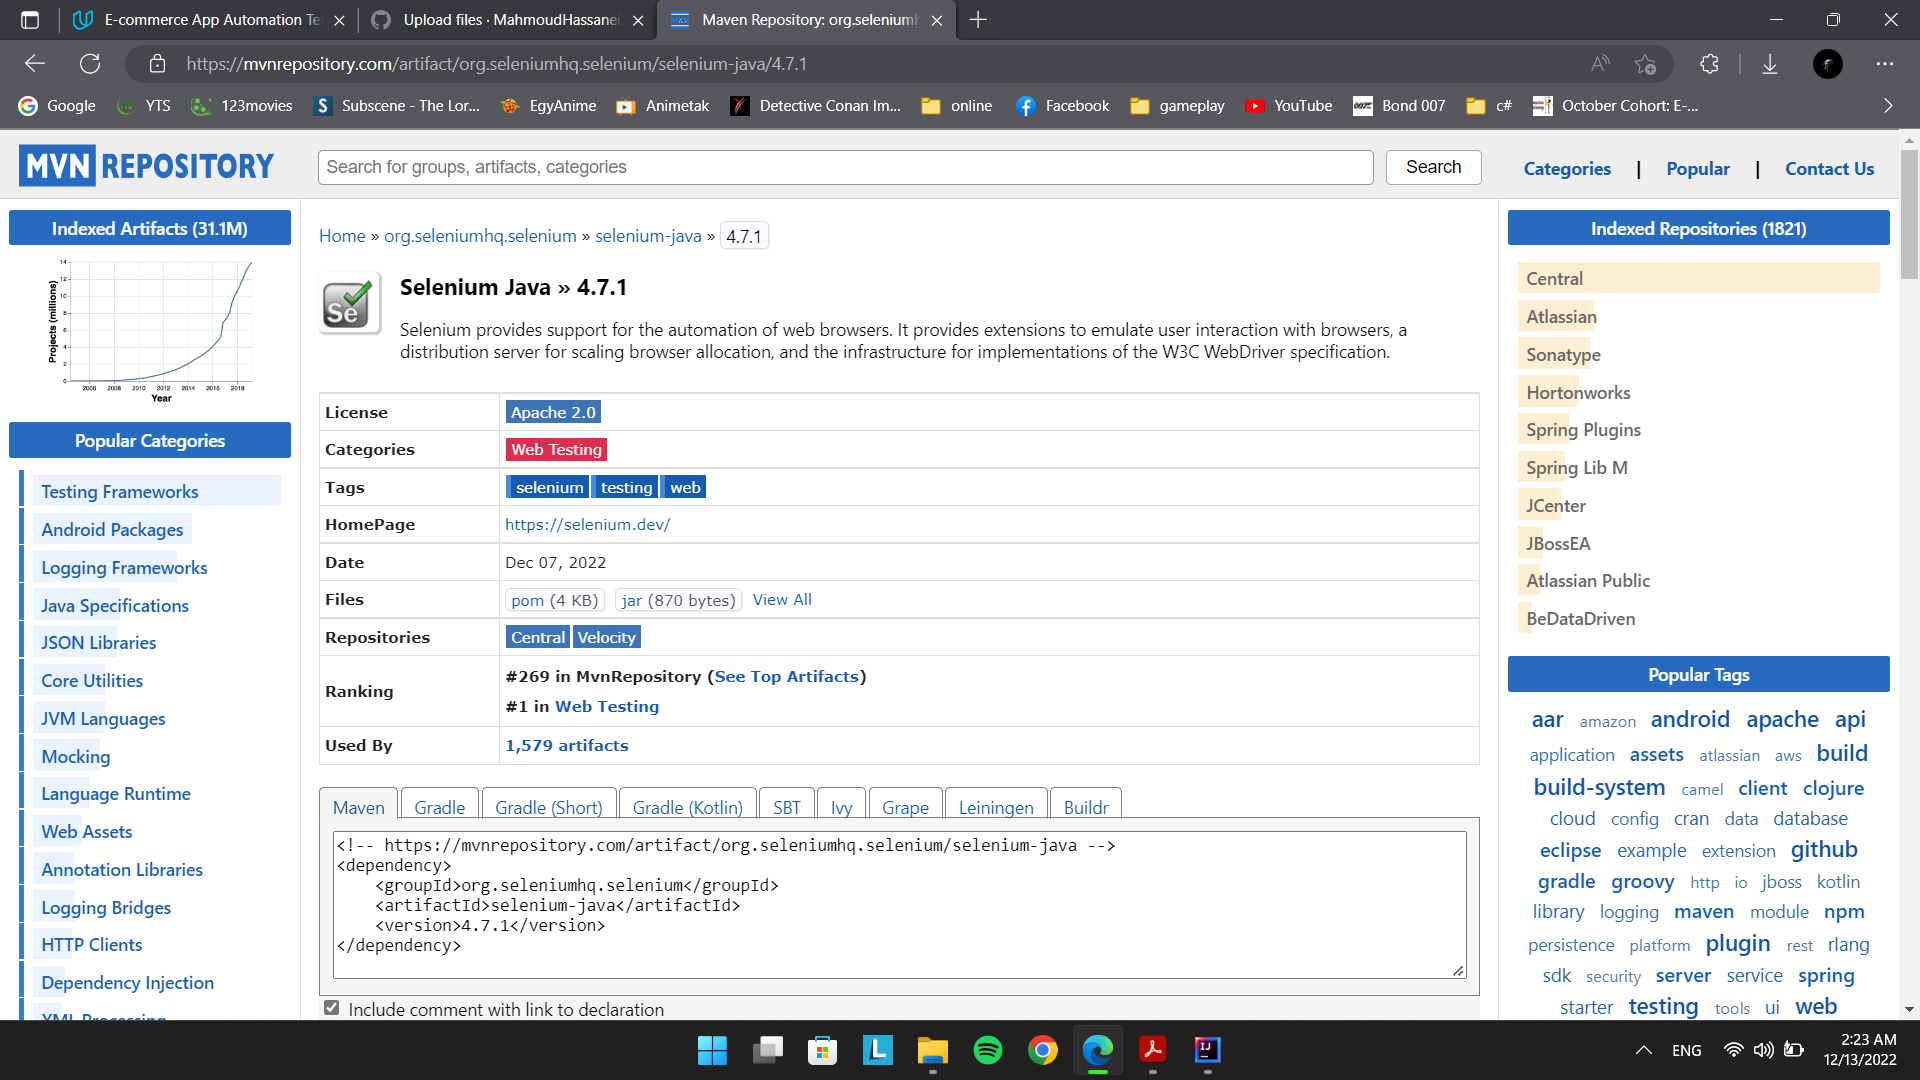 E-commerce App Automation Te
Upload files · MahmoudHassanei
Maven Repository: org.seleniumh
https://mvnrepository.com/artifact/org.seleniumhq.selenium/selenium-java/4.7.1
Google
YTS
123movies
Subscene - The Lor...
EgyAnime
Animetak
Detective Conan Im...
online
Facebook
gameplay
YouTube
Bond 007
c#
October Cohort: E-...
MVN REPOSITORY
Search for groups, artifacts, categories
Search
Categories | Popular | Contact Us
Indexed Artifacts (31.1M)
Projects (millions)
14
12
10
8
6
4
2
0
2006 2008 2010 2012 2014 2016 2018
Year
Popular Categories
Testing Frameworks
Android Packages
Logging Frameworks
Java Specifications
JSON Libraries
Core Utilities
JVM Languages
Mocking
Language Runtime
Web Assets
Annotation Libraries
Logging Bridges
HTTP Clients
Dependency Injection
XML Processing
Home » org.seleniumhq.selenium » selenium-java » 4.7.1
Se
Selenium Java » 4.7.1
Selenium provides support for the automation of web browsers. It provides extensions to emulate user interaction with browsers, a
distribution server for scaling browser allocation, and the infrastructure for implementations of the W3C WebDriver specification.
License Apache 2.0
Categories Web Testing
Tags selenium testing web
HomePage https://selenium.dev/
Date Dec 07, 2022
Files pom (4 KB) jar (870 bytes) View All
Repositories Central Velocity
Ranking #269 in MvnRepository (See Top Artifacts)
#1 in Web Testing
Used By 1,579 artifacts
Maven Gradle Gradle (Short) Gradle (Kotlin) SBT Ivy Grape Leiningen Buildr
<!-- https://mvnrepository.com/artifact/org.seleniumhq.selenium/selenium-java -->
<dependency>
    <groupId>org.seleniumhq.selenium</groupId>
    <artifactId>selenium-java</artifactId>
    <version>4.7.1</version>
</dependency>
Include comment with link to declaration
Indexed Repositories (1821)
Central
Atlassian
Sonatype
Hortonworks
Spring Plugins
Spring Lib M
JCenter
JBossEA
Atlassian Public
BeDataDriven
Popular Tags
aar amazon android apache api
application assets atlassian aws build
build-system camel client clojure
cloud config cran data database
eclipse example extension github
gradle groovy http io jboss kotlin
library logging maven module npm
persistence platform plugin rest rlang
sdk security server service spring
starter testing tools ui web
ENG
2:23 AM
12/13/2022